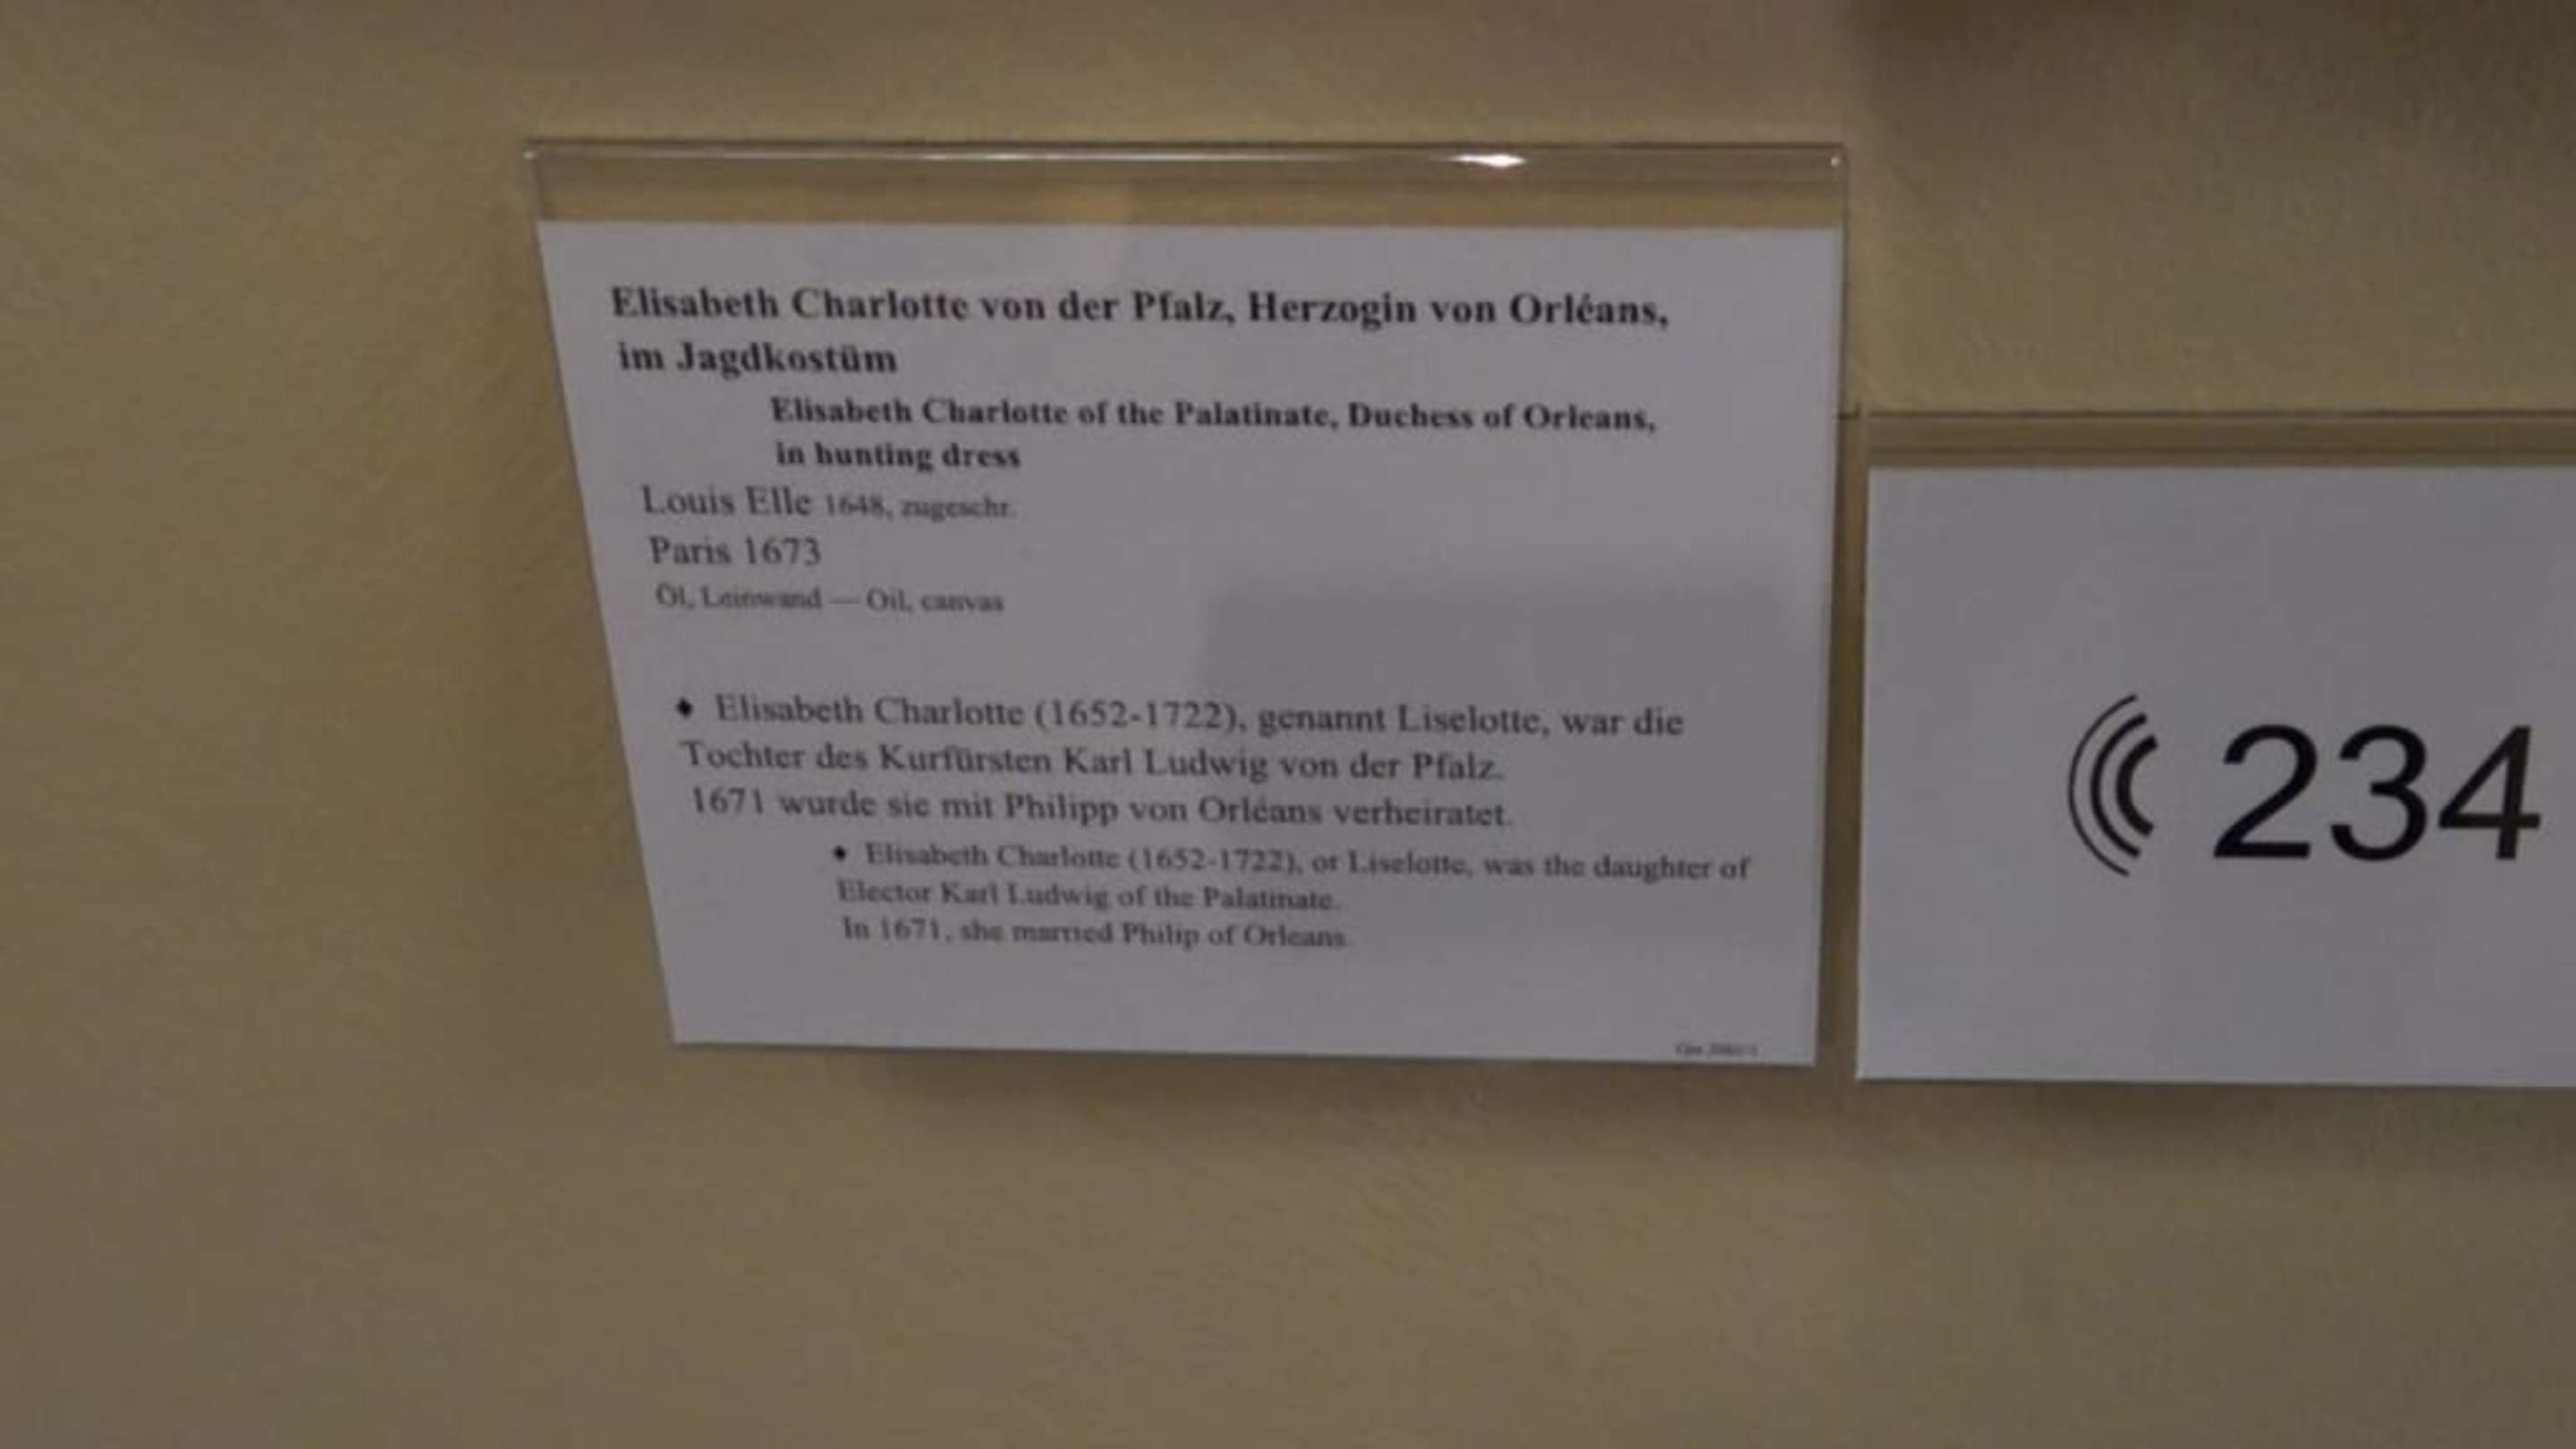 Elisabeth Charlotte von der Pfalz, Herzogin von Orléans,
im Jagdkostüm
Elisabeth Charlotte of the Palatinate, Duchess of Orleans,
in hunting dress
Louis Elle 1648, zugeschr.
Paris 1673
Öl, Leinwand — Oil, canvas
♦ Elisabeth Charlotte (1652-1722), genannt Liselotte, war die
Tochter des Kurfürsten Karl Ludwig von der Pfalz.
1671 wurde sie mit Philipp von Orléans verheiratet.
♦ Elisabeth Charlotte (1652-1722), or Liselotte, was the daughter of
Elector Karl Ludwig of the Palatinate.
In 1671, she married Philip of Orleans.
234